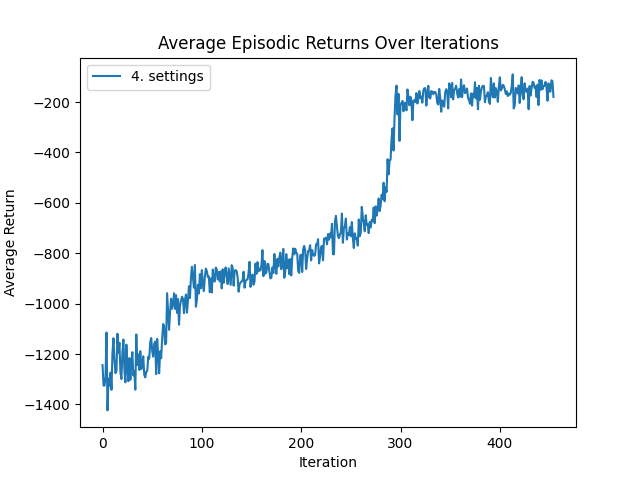 Average Episodic Returns Over Iterations
4. settings
−200
−400
−600
−800
−1000
−1200
−1400
Average Return
0 100 200 300 400
Iteration